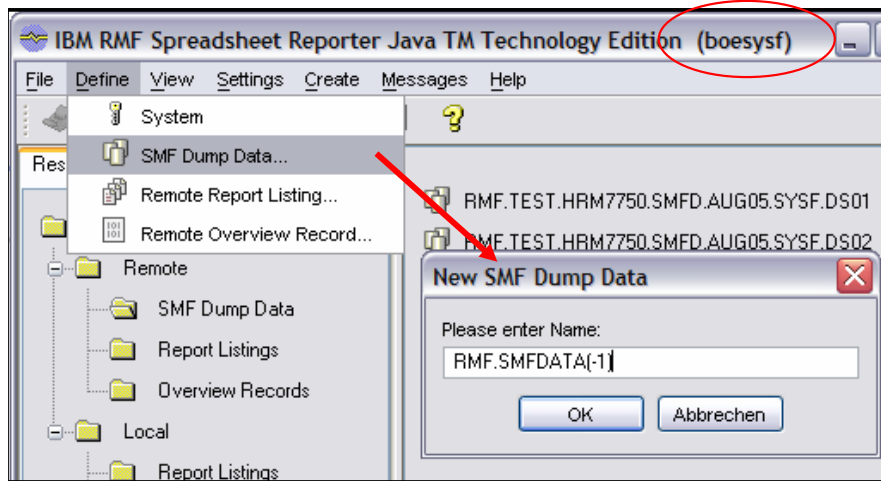 IBM RMF Spreadsheet Reporter Java TM Technology Edition (boesysf)
File Define View Settings Create Messages Help
System
SMF Dump Data...
Res
Remote Report Listing...
RMF.TEST.HRM7750.SMFD.AUG05.SYSF.DS01
Remote Overview Record...
RMF.TEST.HRM7750.SMFD.AUG05.SYSF.DS02
Remote
New SMF Dump Data
SMF Dump Data
Please enter Name:
Report Listings
RMF.SMFDATA(-1)
Overview Records
OK Abbrechen
Local
Report Listings